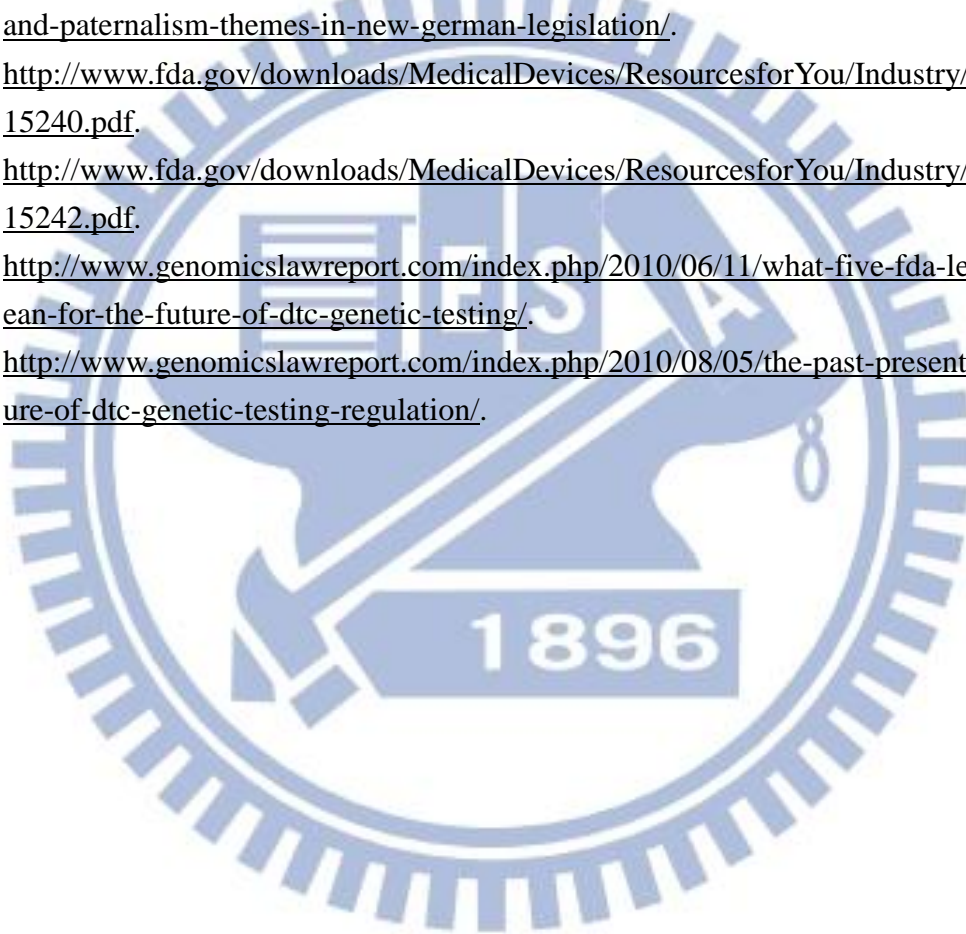 and-paternalism-themes-in-new-german-legislation/.
http://www.fda.gov/downloads/MedicalDevices/ResourcesforYou/Industry/
15240.pdf.
http://www.fda.gov/downloads/MedicalDevices/ResourcesforYou/Industry/
15242.pdf.
http://www.genomicslawreport.com/index.php/2010/06/11/what-five-fda-le
ean-for-the-future-of-dtc-genetic-testing/.
http://www.genomicslawreport.com/index.php/2010/08/05/the-past-present
ure-of-dtc-genetic-testing-regulation/.
E S A
8
1896